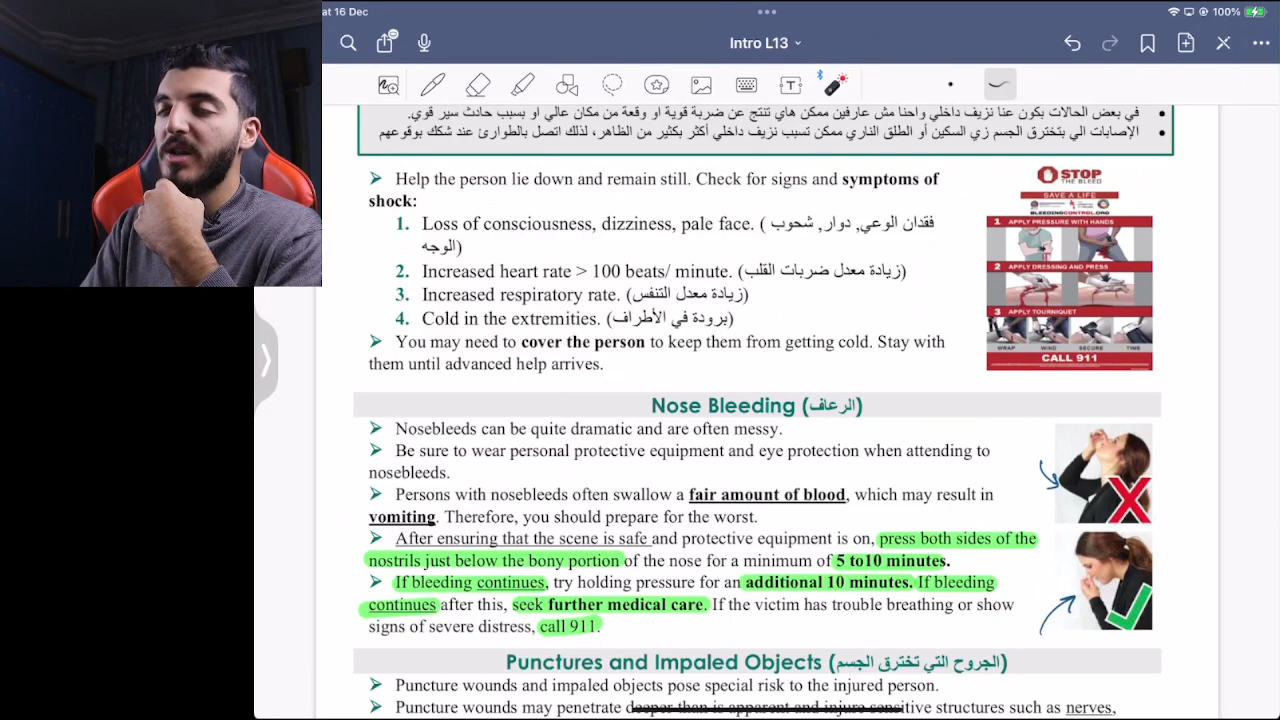 at 16 Dec
100%
Intro L13
في بعض الحالات بكون عنا نزيف داخلي واحنا مش عارفين ممكن هاي تنتج عن ضربة قوية او وقعة من مكان عالي او بسبب حادث سير قوي.
الإصابات الي بتخترق الجسم زي السكين أو الطلق الناري ممكن تسبب نزيف داخلي أكثر بكثير من الظاهر، لذلك اتصل بالطوارئ عند شكك بوقوعهم
➤ Help the person lie down and remain still. Check for signs and symptoms of
shock:
1. Loss of consciousness, dizziness, pale face. ( فقدان الوعي, دوار, شحوب
الوجه)
2. Increased heart rate > 100 beats/ minute. (زيادة معدل ضربات القلب)
3. Increased respiratory rate. (زيادة معدل التنفس)
4. Cold in the extremities. (برودة في الأطراف)
➤ You may need to cover the person to keep them from getting cold. Stay with
them until advanced help arrives.
STOP
THE BLEED
SAVE A LIFE
BLEEDINGCONTROL.ORG
1 APPLY PRESSURE WITH HANDS
2 APPLY DRESSING AND PRESS
3 APPLY TOURNIQUET
WRAP WIND SECURE TIME
CALL 911
Nose Bleeding (الرعاف)
➤ Nosebleeds can be quite dramatic and are often messy.
➤ Be sure to wear personal protective equipment and eye protection when attending to
nosebleeds.
➤ Persons with nosebleeds often swallow a fair amount of blood, which may result in
vomiting. Therefore, you should prepare for the worst.
➤ After ensuring that the scene is safe and protective equipment is on, press both sides of the
nostrils just below the bony portion of the nose for a minimum of 5 to10 minutes.
➤ If bleeding continues, try holding pressure for an additional 10 minutes. If bleeding
continues after this, seek further medical care. If the victim has trouble breathing or show
signs of severe distress, call 911.
Punctures and Impaled Objects (الجروح التي تخترق الجسم)
➤ Puncture wounds and impaled objects pose special risk to the injured person.
➤ Puncture wounds may penetrate deeper than is apparent and injure sensitive structures such as nerves,